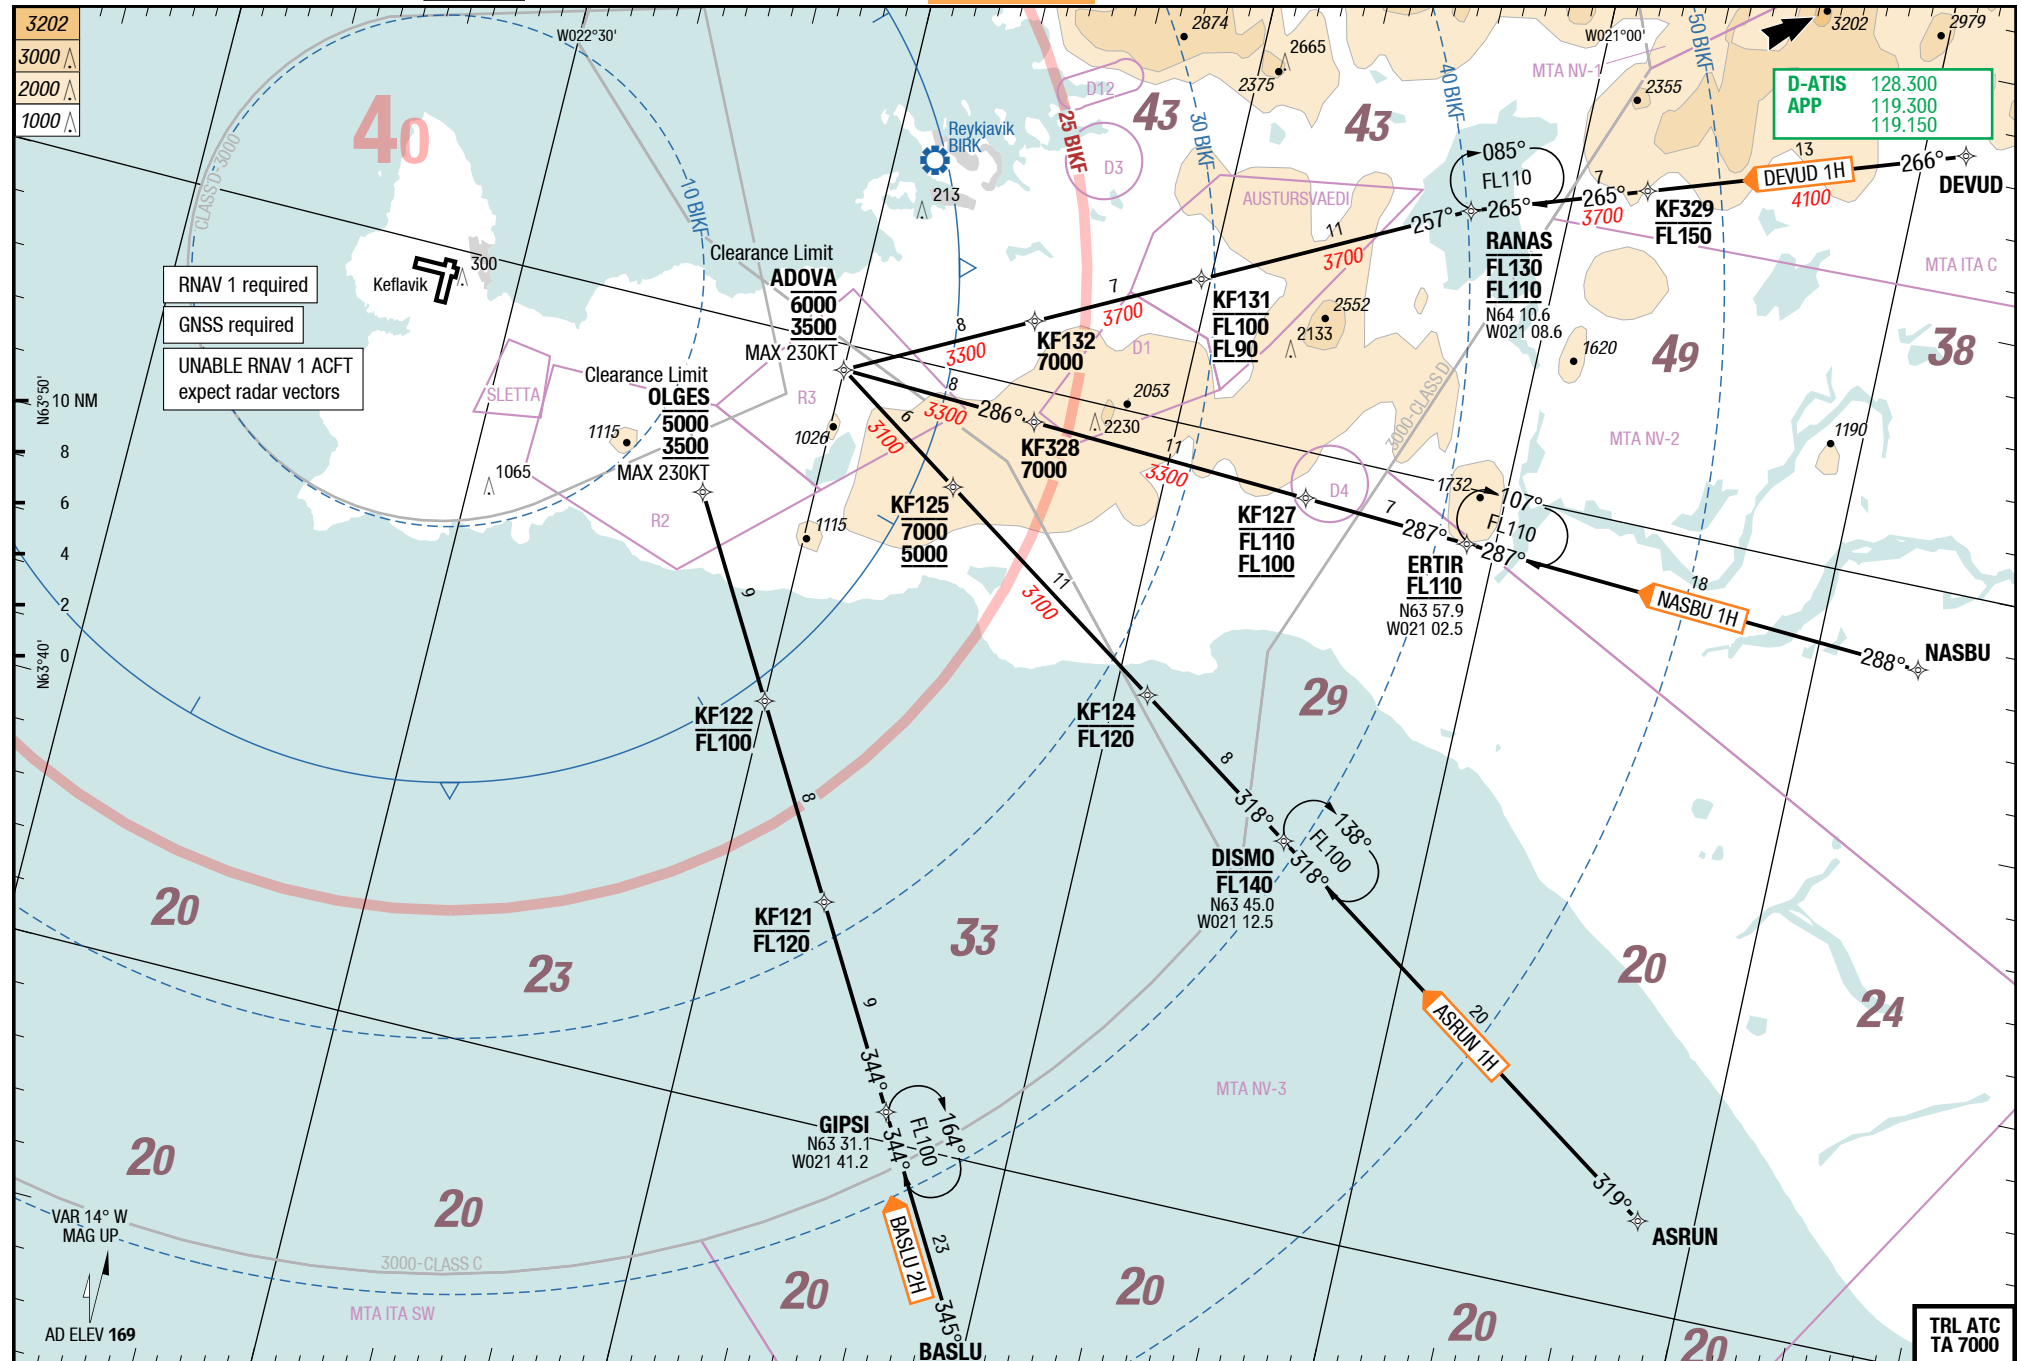 3202
3000
2000
1000
40
CLASS D-3000
W022°30'
10 BIKF
Reykjavik
BIRK
213
25 BIKF
D12
D3
2874
2665
2375
43
30 BIKF
43
40 BIKF
W021°00'
MTA NV-1
50 BIKF
2355
3202
2979
D-ATIS 128.300
APP 119.300
119.150
Keflavik
300
RNAV 1 required
GNSS required
UNABLE RNAV 1 ACFT
expect radar vectors
Clearance Limit
ADOVA
6000
3500
MAX 230KT
Clearance Limit
OLGES
5000
3500
MAX 230KT
SLETTA
1115
1065
R2
R3
1026
1115
AUSTURSVAEDI
085°
FL110
257°
265°
7
265°
3700
13
DEVUD 1H
4100
266°
DEVUD
KF329
FL150
RANAS
FL130
FL110
N64 10.6
W021 08.6
MTA ITA C
11
3700
KF131
FL100
FL90
7
3700
KF132
7000
8
3300
D1
2552
2133
2053
2230
1620
49
38
MTA NV-2
1190
3000-CLASS D
8
3300
286°
KF328
7000
11
3300
D4
KF127
FL110
FL100
7
287°
1732
107°
FL110
287°
ERTIR
FL110
N63 57.9
W021 02.5
18
NASBU 1H
288°
NASBU
6
3100
KF125
7000
5000
11
3100
KF124
FL120
8
318°
138°
FL100
318°
DISMO
FL140
N63 45.0
W021 12.5
20
ASRUN 1H
319°
ASRUN
N63°50'
10 NM
8
6
4
2
0
N63°40'
9
KF122
FL100
8
KF121
FL120
9
344°
GIPSI
N63 31.1
W021 41.2
164°
FL100
344°
BASLU 2H
23
345°
BASLU
29
20
23
33
20
24
20
20
20
20
20
20
MTA NV-3
3000-CLASS C
MTA ITA SW
VAR 14° W
MAG UP
AD ELEV 169
TRL ATC
TA 7000